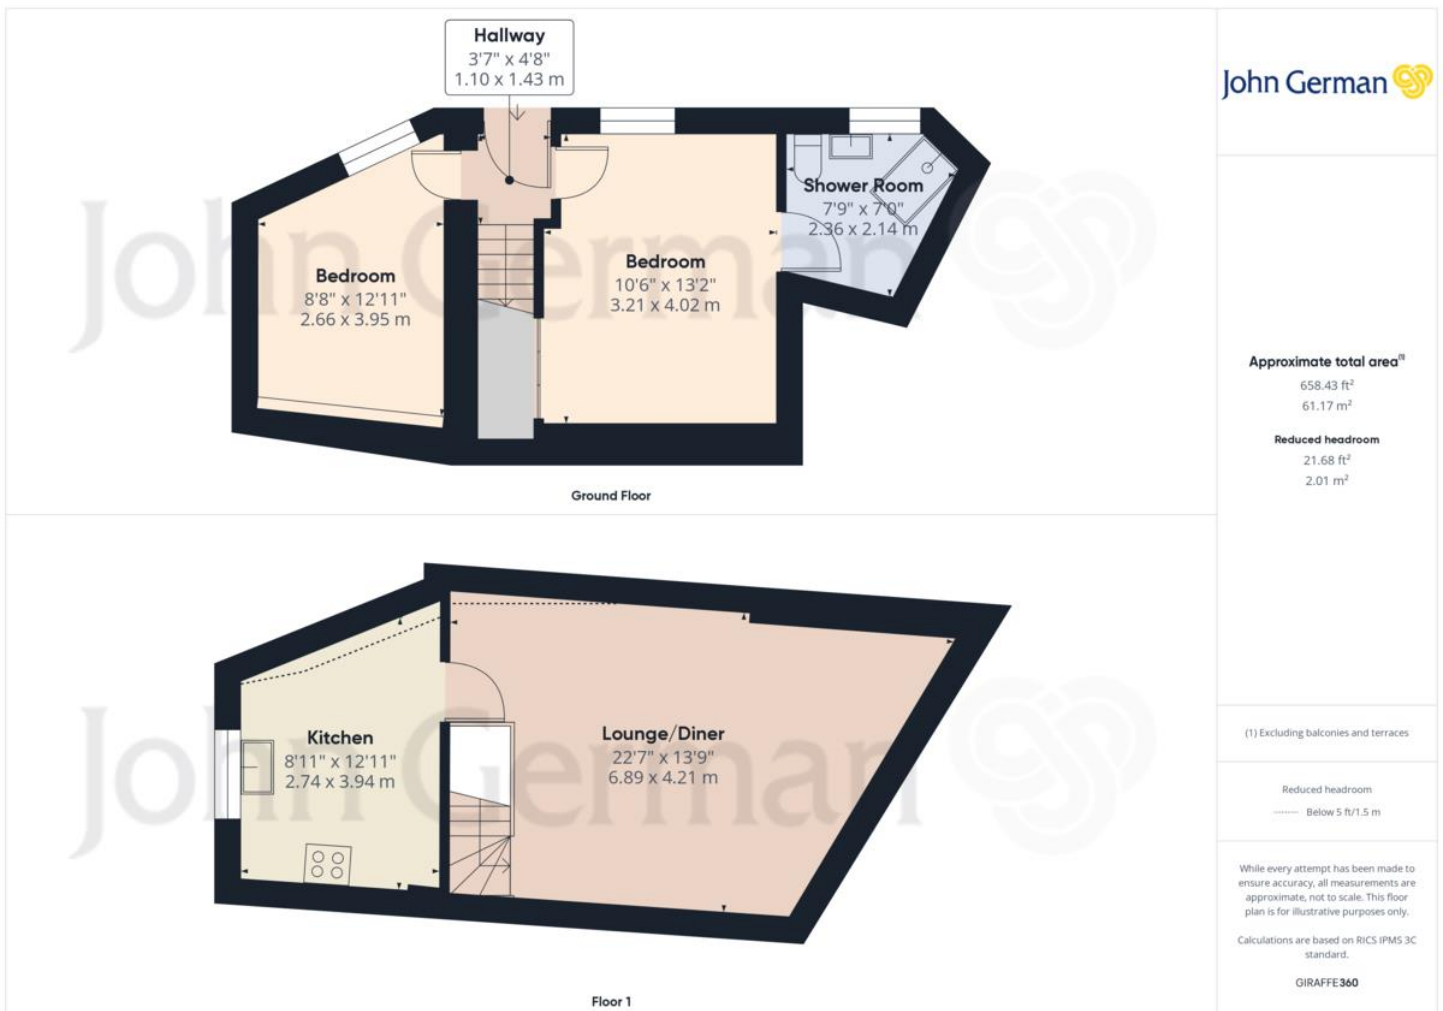 Hallway
3'7" x 4'8"
1.10 x 1.43 m
Bedroom
8'8" x 12'11"
2.66 x 3.95 m
Bedroom
10'6" x 13'2"
3.21 x 4.02 m
Shower Room
7'9" x 7'0"
2.36 x 2.14 m
John German
Ground Floor
Kitchen
8'11" x 12'11"
2.74 x 3.94 m
Lounge/Diner
22'7" x 13'9"
6.89 x 4.21 m
John German
Floor 1
John German
Approximate total area(1)
658.43 ft²
61.17 m²
Reduced headroom
21.68 ft²
2.01 m²
(1) Excluding balconies and terraces
Reduced headroom
Below 5 ft/1.5 m
While every attempt has been made to
ensure accuracy, all measurements are
approximate, not to scale. This floor
plan is for illustrative purposes only.
Calculations are based on RICS IPMS 3C
standard.
GIRAFFE360